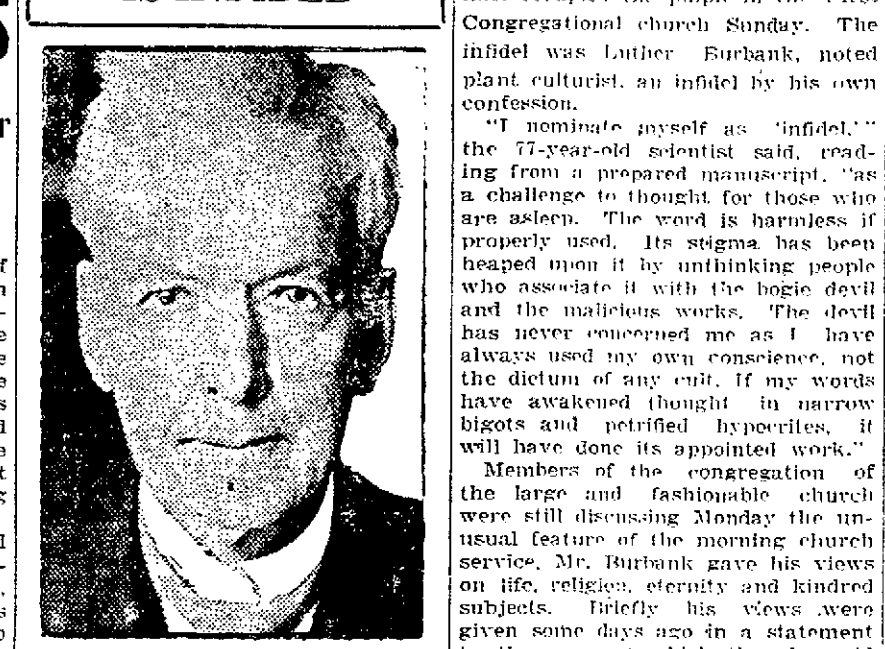 Congregational church Sunday. The
infidel was Luther Burbank, noted
plant culturist, an infidel by his own
confession.
"I nominate myself as 'infidel,'"
the 77-year-old scientist said, read-
ing from a prepared manuscript, "as
a challenge to thought for those who
are asleep. The word is harmless if
properly used. Its stigma has been
heaped upon it by unthinking people
who associate it with the bogie devil
and the malicious works. The devil
has never concerned me as I have
always used my own conscience, not
the dictum of any cult. If my words
have awakened thought in narrow
bigots and petrified hypocrites, it
will have done its appointed work."
Members of the congregation of
the large and fashionable church
were still discussing Monday the un-
usual feature of the morning church
service. Mr. Burbank gave his views
on life, religion, eternity and kindred
subjects. Briefly his views were
given some days ago in a statement